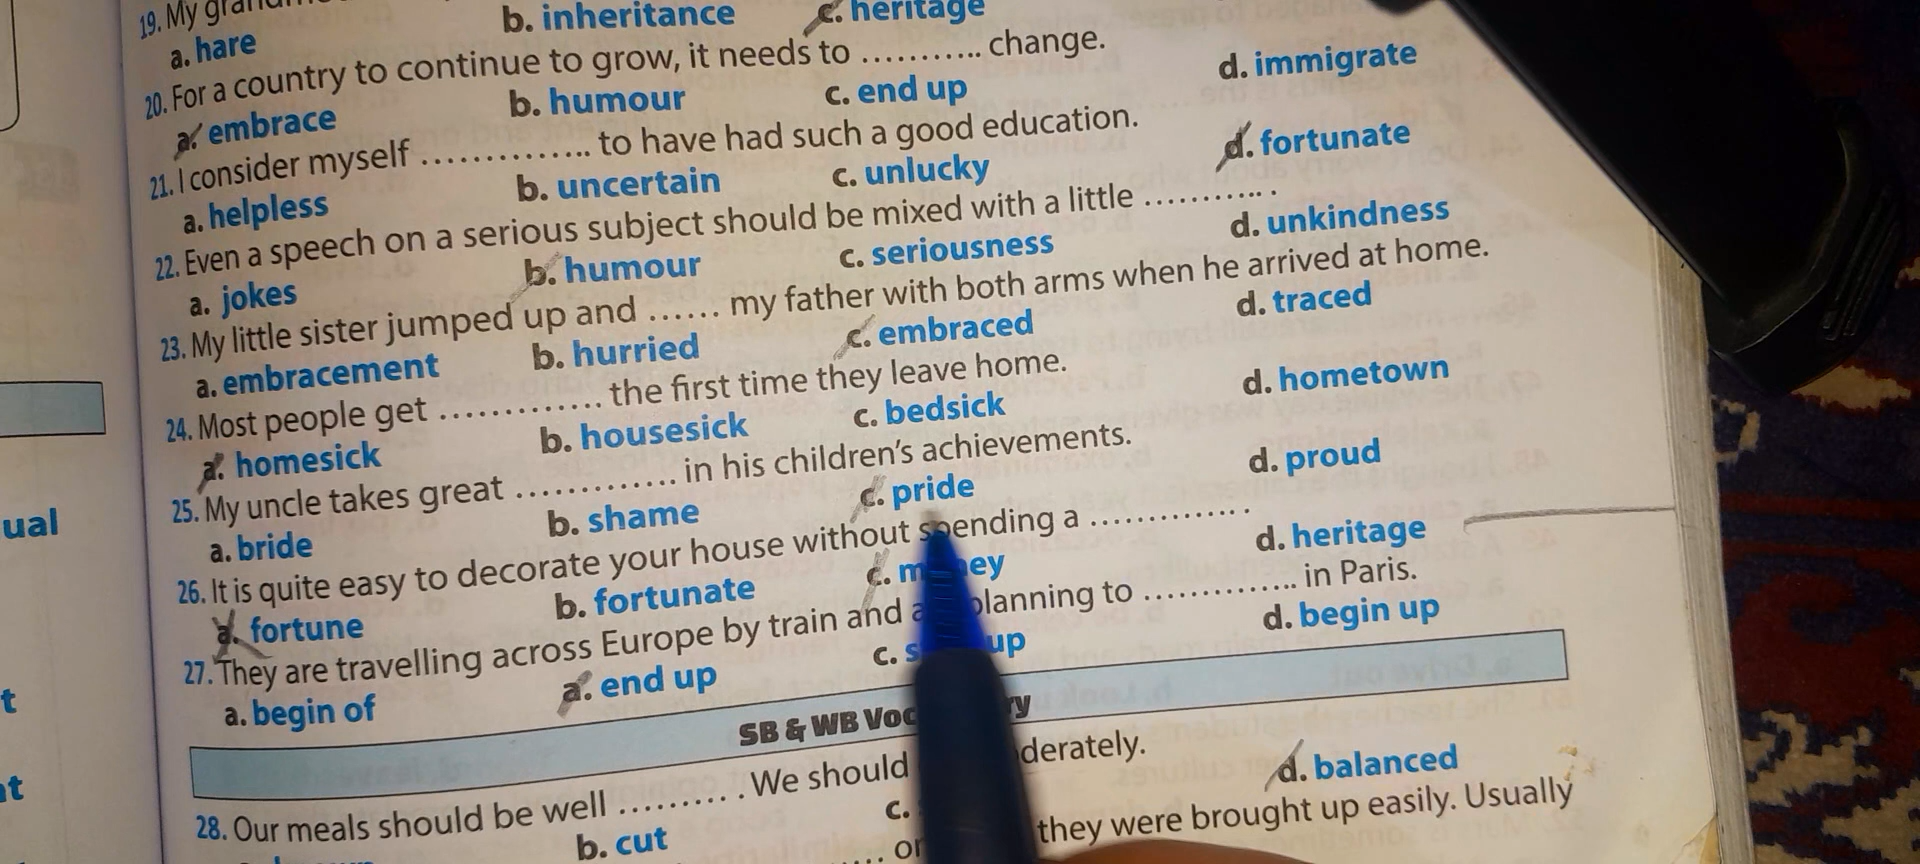 19. My
a. hare b. inheritance c. heritage
20. For a country to continue to grow, it needs to ........... change.
a. embrace b. humour c. end up d. immigrate
21. I consider myself .............. to have had such a good education.
a. helpless b. uncertain c. unlucky d. fortunate
22. Even a speech on a serious subject should be mixed with a little ........... .
a. jokes b. humour c. seriousness d. unkindness
23. My little sister jumped up and ...... my father with both arms when he arrived at home.
a. embracement b. hurried c. embraced d. traced
24. Most people get ............. the first time they leave home.
a. homesick b. housesick c. bedsick d. hometown
25. My uncle takes great ............. in his children's achievements.
a. bride b. shame c. pride d. proud
26. It is quite easy to decorate your house without spending a ............. .
a. fortune b. fortunate c. d. heritage
27. They are travelling across Europe by train and planning to ............. in Paris.
a. begin of a. end up c. up d. begin up
SB & WB
28. Our meals should be well ......... . We should
b. cut c. d. balanced
they were brought up easily. Usually
ual
t